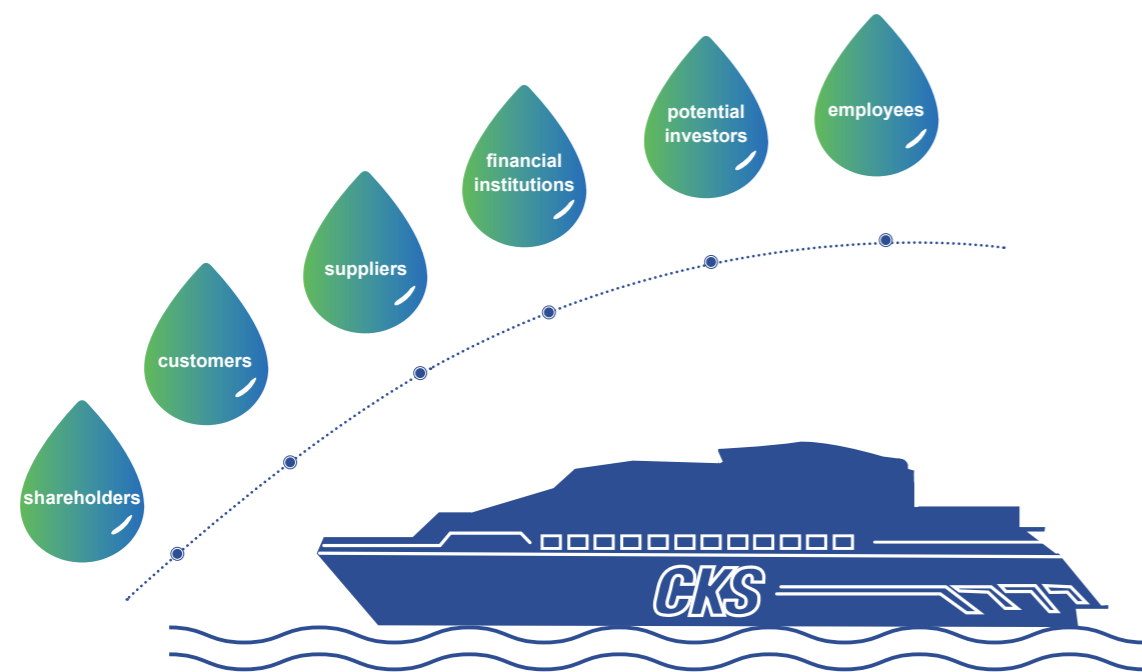 employees
potential
investors
financial
institutions
suppliers
customers
shareholders
CKS